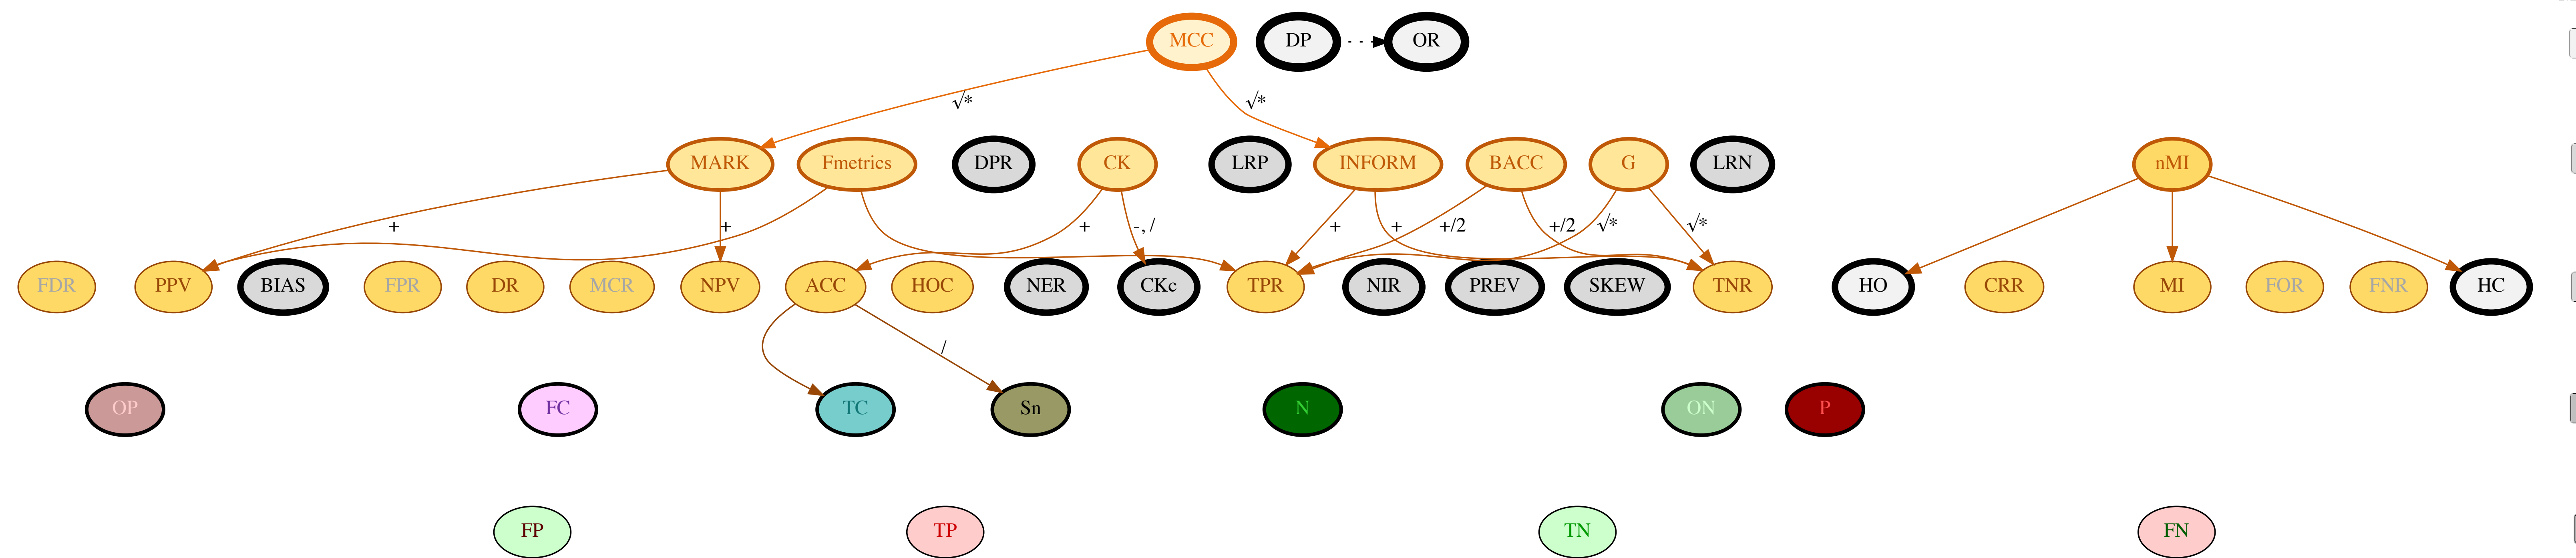 MCC DP OR
√* √*
MARK Fmetrics DPR CK LRP INFORM BACC G LRN nMI
+ + + -, / + + +/2 +/2 √* √*
FDR PPV BIAS FPR DR MCR NPV ACC HOC NER CKc TPR NIR PREV SKEW TNR HO CRR MI FOR FNR HC
/
OP FC TC Sn N ON P
FP TP TN FN